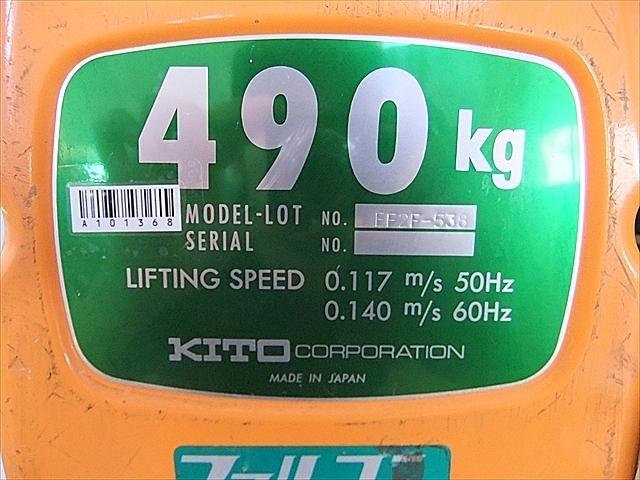 490 kg
A101368
MODEL-LOT NO. EE2F-538
SERIAL NO.
LIFTING SPEED 0.117 m/s 50Hz
0.140 m/s 60Hz
KITO CORPORATION
MADE IN JAPAN